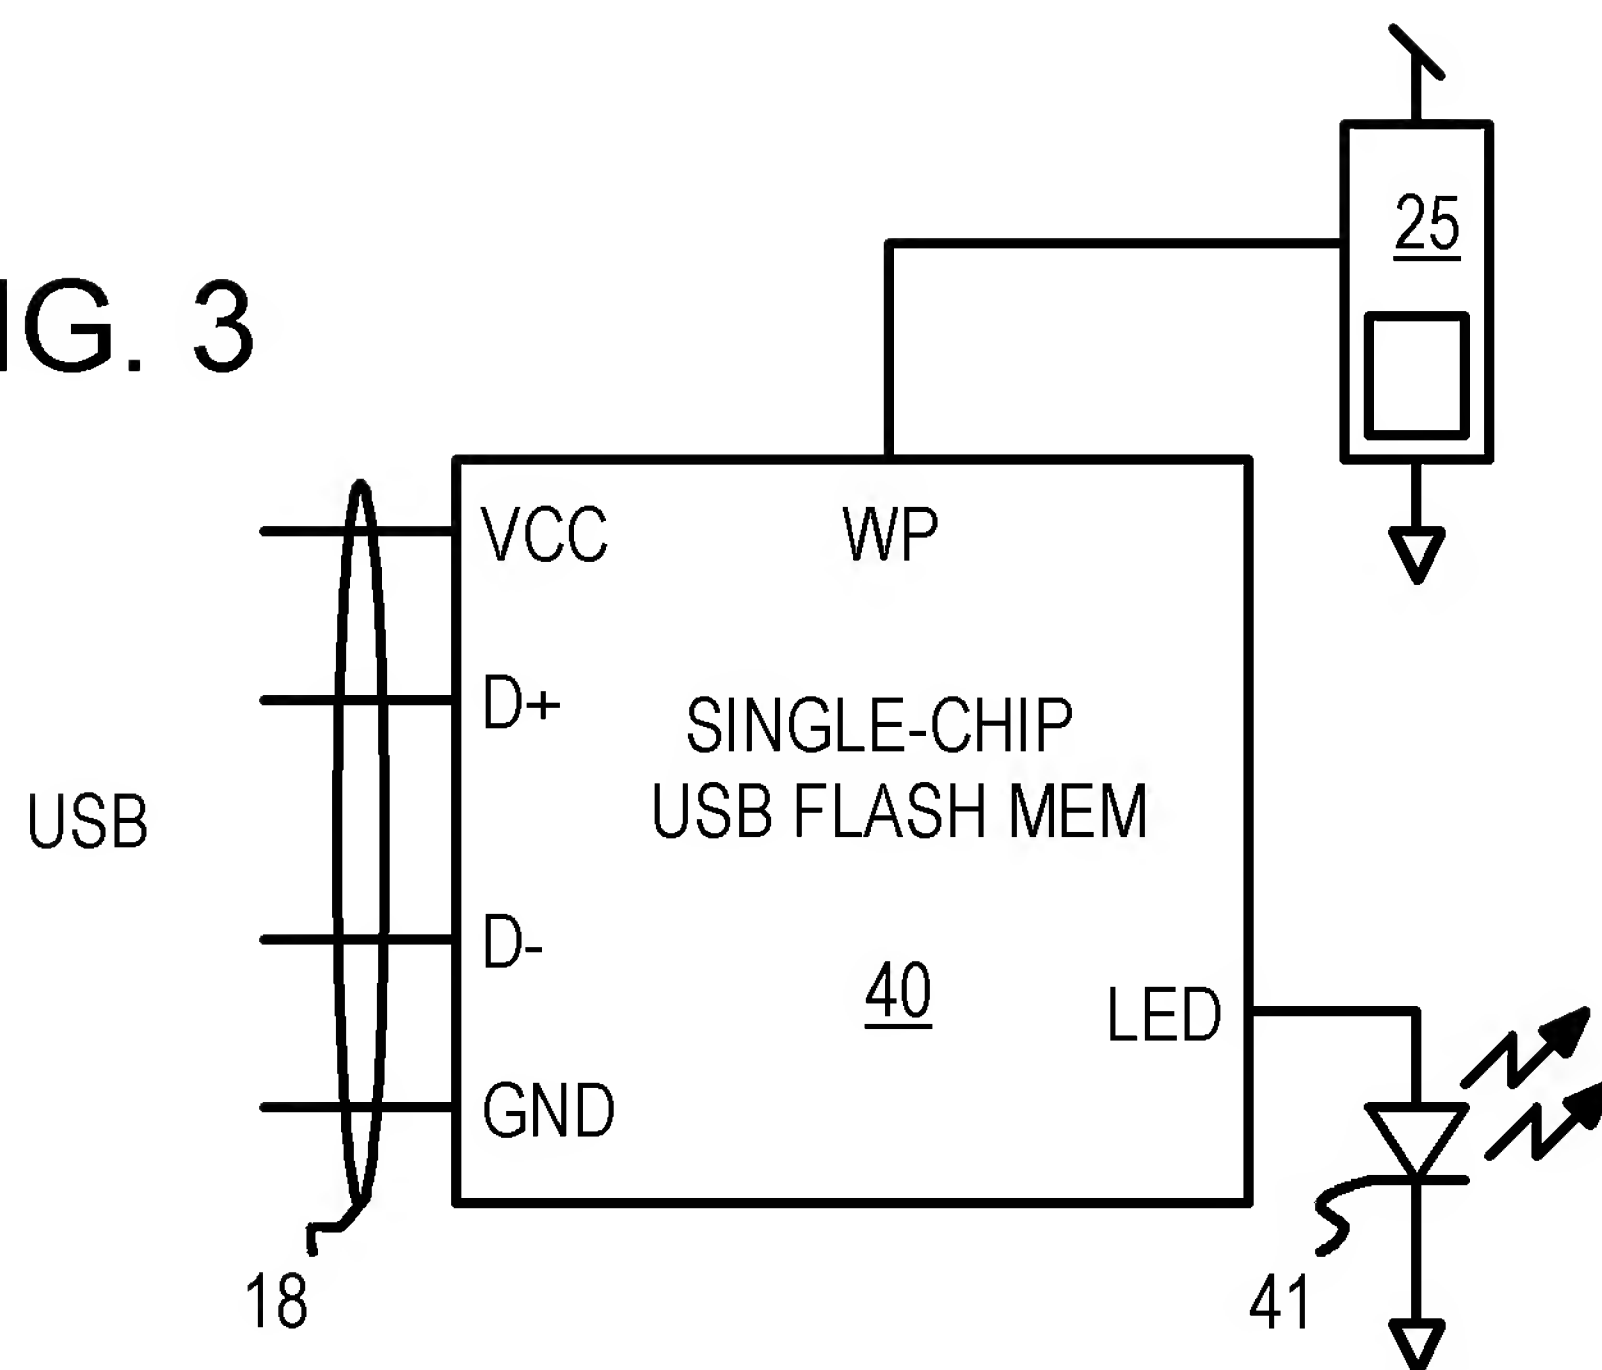 25
IG. 3
VCC
WP
D+
SINGLE-CHIP
USB FLASH MEM
USB
D-
40
LED
GND
18
41